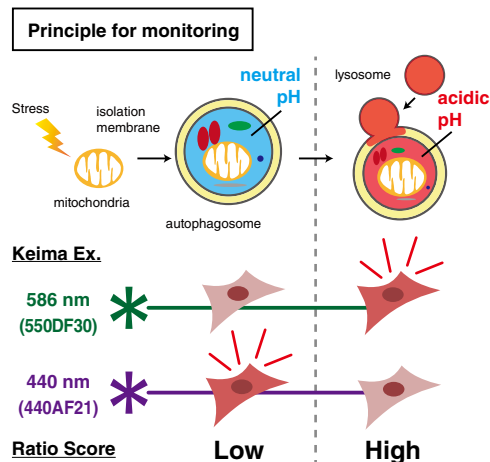 Principle for monitoring
neutral
pH
lysosome
acidic
pH
Stress
isolation
membrane
mitochondria
autophagosome
Keima Ex.
586 nm
(550DF30)
440 nm
(440AF21)
Ratio Score
Low
High